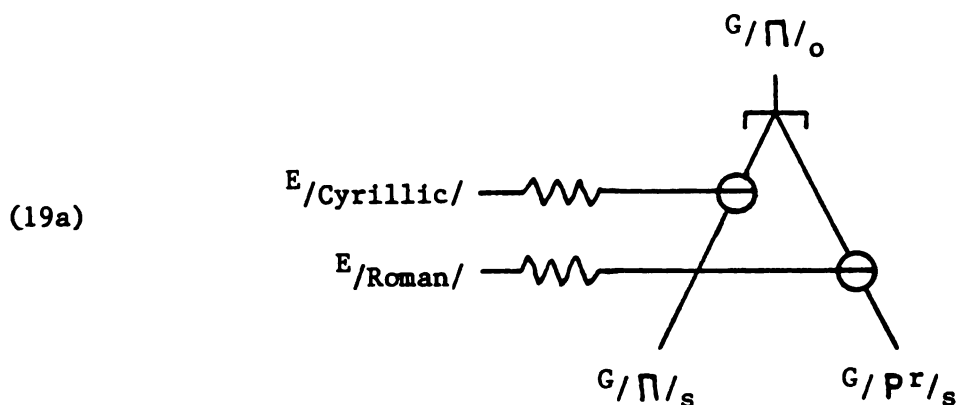 G/П/o
E/Cyrillic/
(19a)
E/Roman/
G/П/s
G/Pr/s